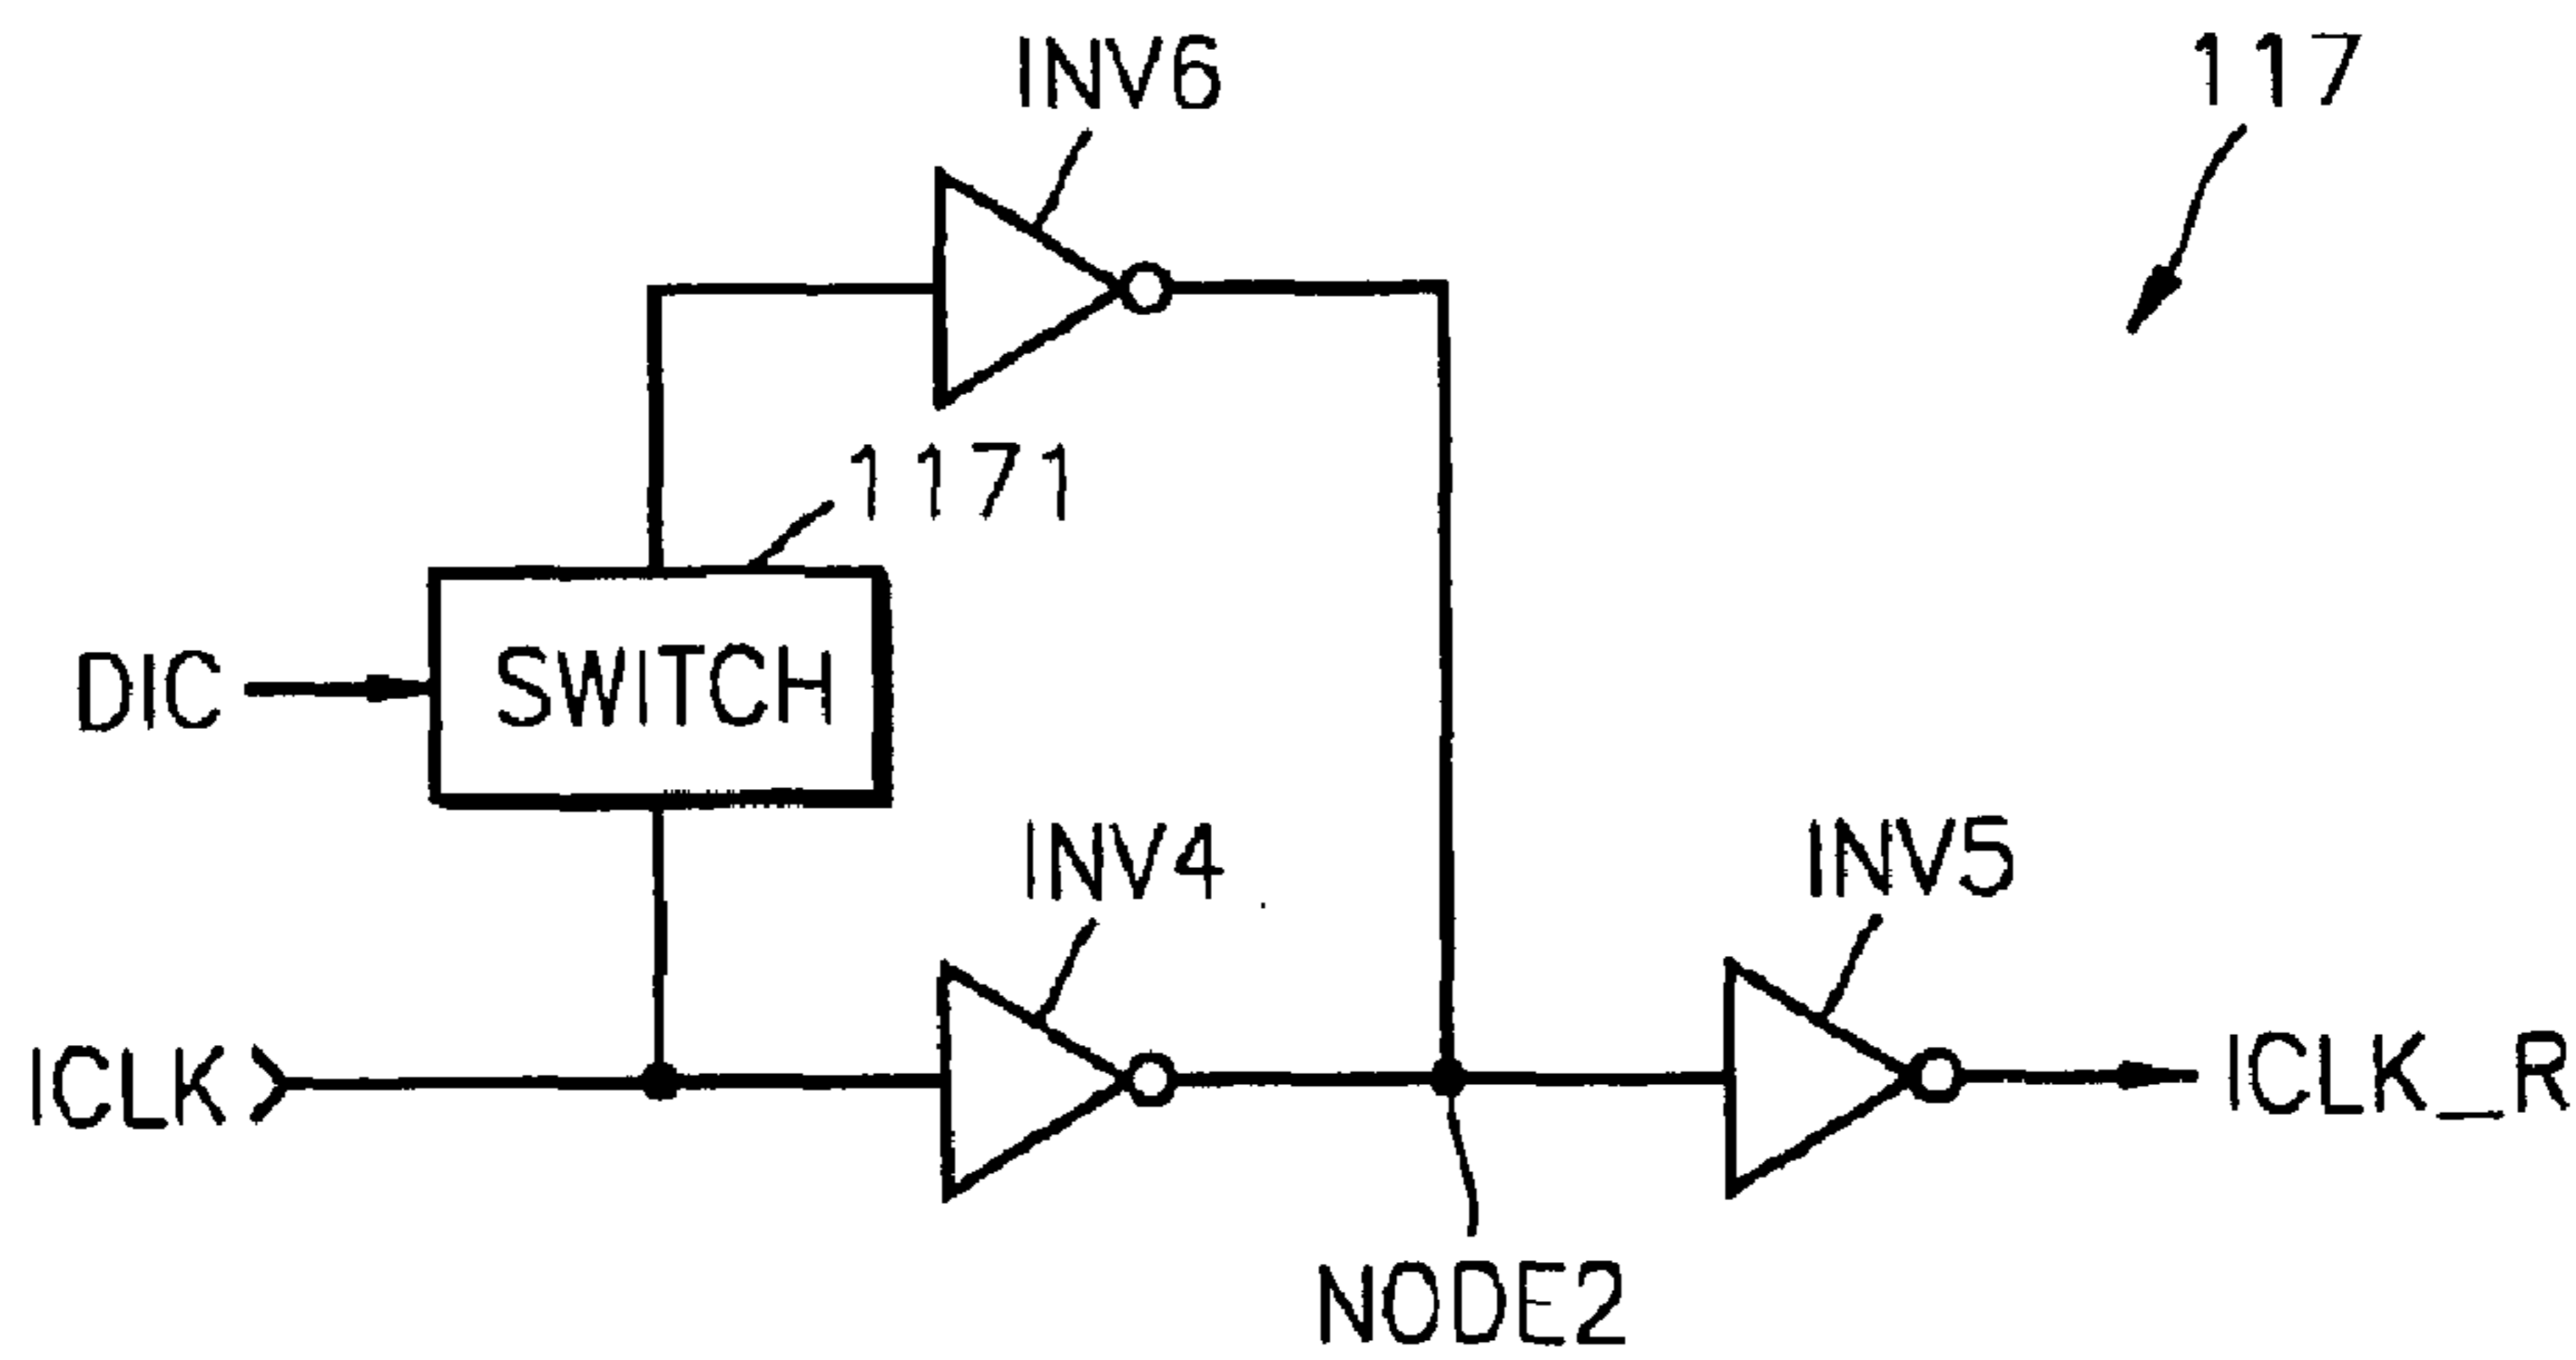 INV6
117
1171
DIC
SWITCH
INV4
INV5
ICLK
ICLK_R
NODE2